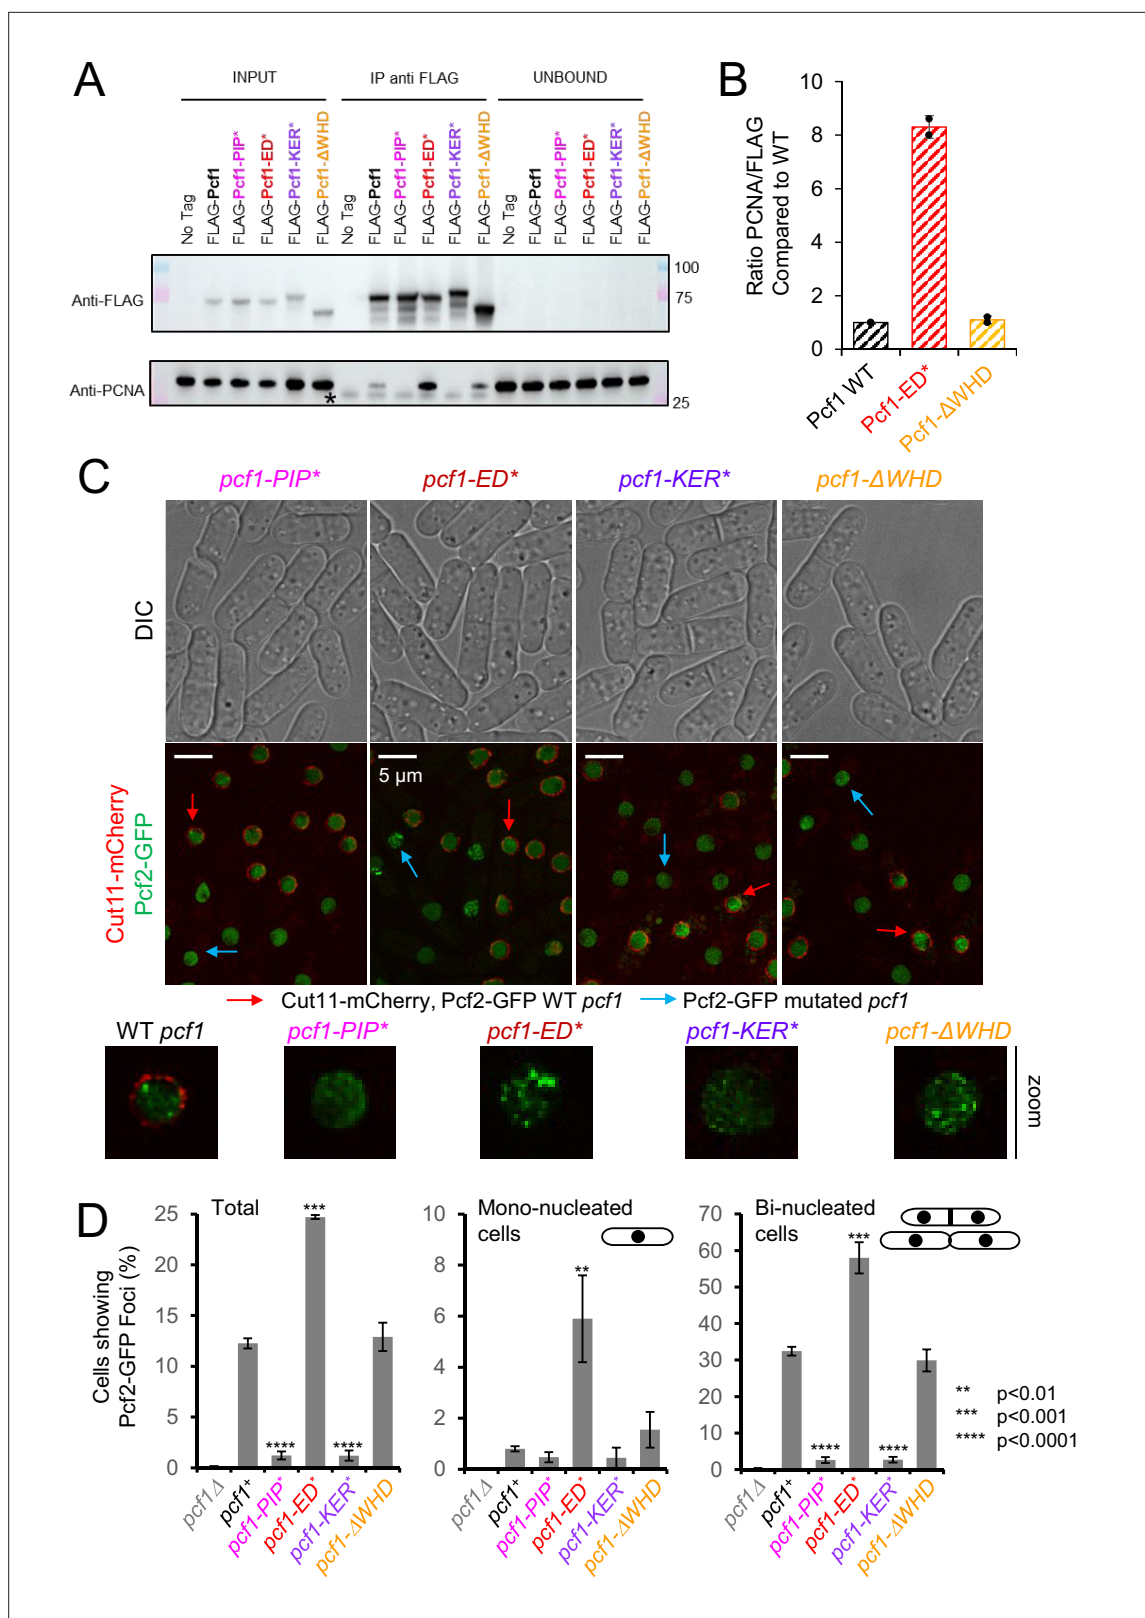 A
INPUT
IP anti FLAG
UNBOUND
No Tag
FLAG-Pcf1
FLAG-Pcf1-PIP*
FLAG-Pcf1-ED*
FLAG-Pcf1-KER*
FLAG-Pcf1-ΔWHD
No Tag
FLAG-Pcf1
FLAG-Pcf1-PIP*
FLAG-Pcf1-ED*
FLAG-Pcf1-KER*
FLAG-Pcf1-ΔWHD
No Tag
FLAG-Pcf1
FLAG-Pcf1-PIP*
FLAG-Pcf1-ED*
FLAG-Pcf1-KER*
FLAG-Pcf1-ΔWHD
Anti-FLAG
100
75
Anti-PCNA
*
25
B
Ratio PCNA/FLAG
Compared to WT
10
8
6
4
2
0
Pcf1 WT
Pcf1-ED*
Pcf1-ΔWHD
C
pcf1-PIP* pcf1-ED* pcf1-KER* pcf1-ΔWHD
DIC
Cut11-mCherry
Pcf2-GFP
5 µm
Cut11-mCherry, Pcf2-GFP WT pcf1
Pcf2-GFP mutated pcf1
WT pcf1 pcf1-PIP* pcf1-ED* pcf1-KER* pcf1-ΔWHD
zoom
D
Cells showing
Pcf2-GFP Foci (%)
Total
25
20
15
10
5
0
***
****
****
pcf1Δ
pcf1+
pcf1-PIP*
pcf1-ED*
pcf1-KER*
pcf1-ΔWHD
Mono-nucleated
cells
10
8
6
4
2
0
**
pcf1Δ
pcf1+
pcf1-PIP*
pcf1-ED*
pcf1-KER*
pcf1-ΔWHD
Bi-nucleated
cells
70
60
50
40
30
20
10
0
***
****
****
pcf1Δ
pcf1+
pcf1-PIP*
pcf1-ED*
pcf1-KER*
pcf1-ΔWHD
** p<0.01
*** p<0.001
**** p<0.0001